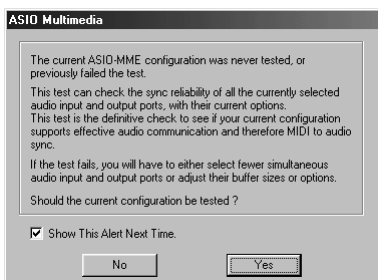 ASIO Multimedia
The current ASIO-MME configuration was never tested, or
previously failed the test.
This test can check the sync reliability of all the currently selected
audio input and output ports, with their current options.
This test is the definitive check to see if your current configuration
supports effective audio communication and therefore MIDI to audio
sync.
If the test fails, you will have to either select fewer simultaneous
audio input and output ports or adjust their buffer sizes or options.
Should the current configuration be tested ?
Show This Alert Next Time.
No
Yes